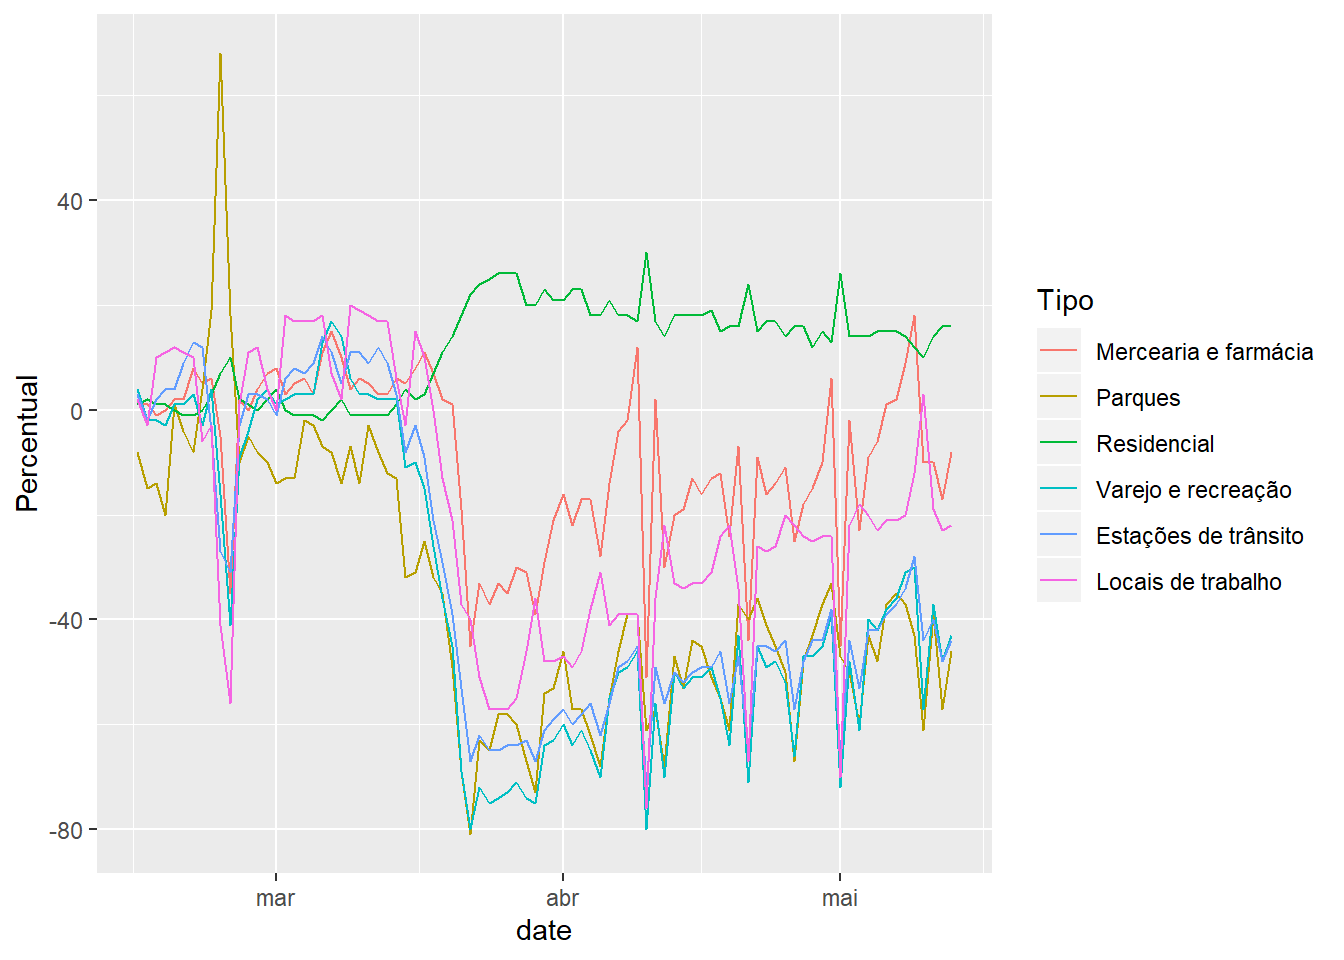 Percentual
40
0
-40
-80
mar
abr
mai
date
Tipo
Mercearia e farmácia
Parques
Residencial
Varejo e recreação
Estações de trânsito
Locais de trabalho